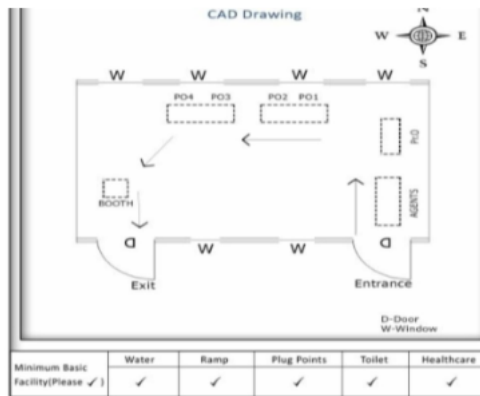 CAD Drawing
N
W E
S
W W W W
PO4 PO3 PO2 PO1
PrO
BOOTH
AGENTS
D W W D
Exit
Entrance
D-Door
W-Window
Minimum Basic Facility(Please ✓)
Water Ramp Plug Points Toilet Healthcare
✓ ✓ ✓ ✓ ✓